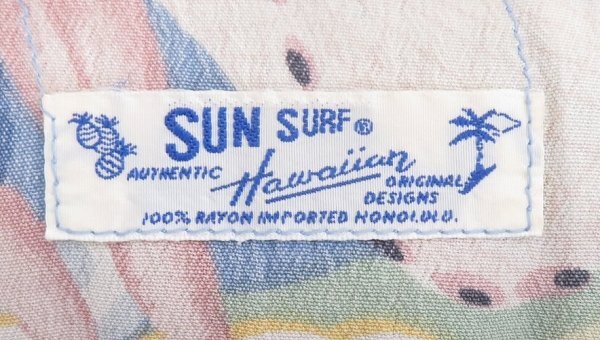 SUN SURF®
AUTHENTIC Hawaiian ORIGINAL
DESIGNS
100% RAYON IMPORTED HONOLULU.